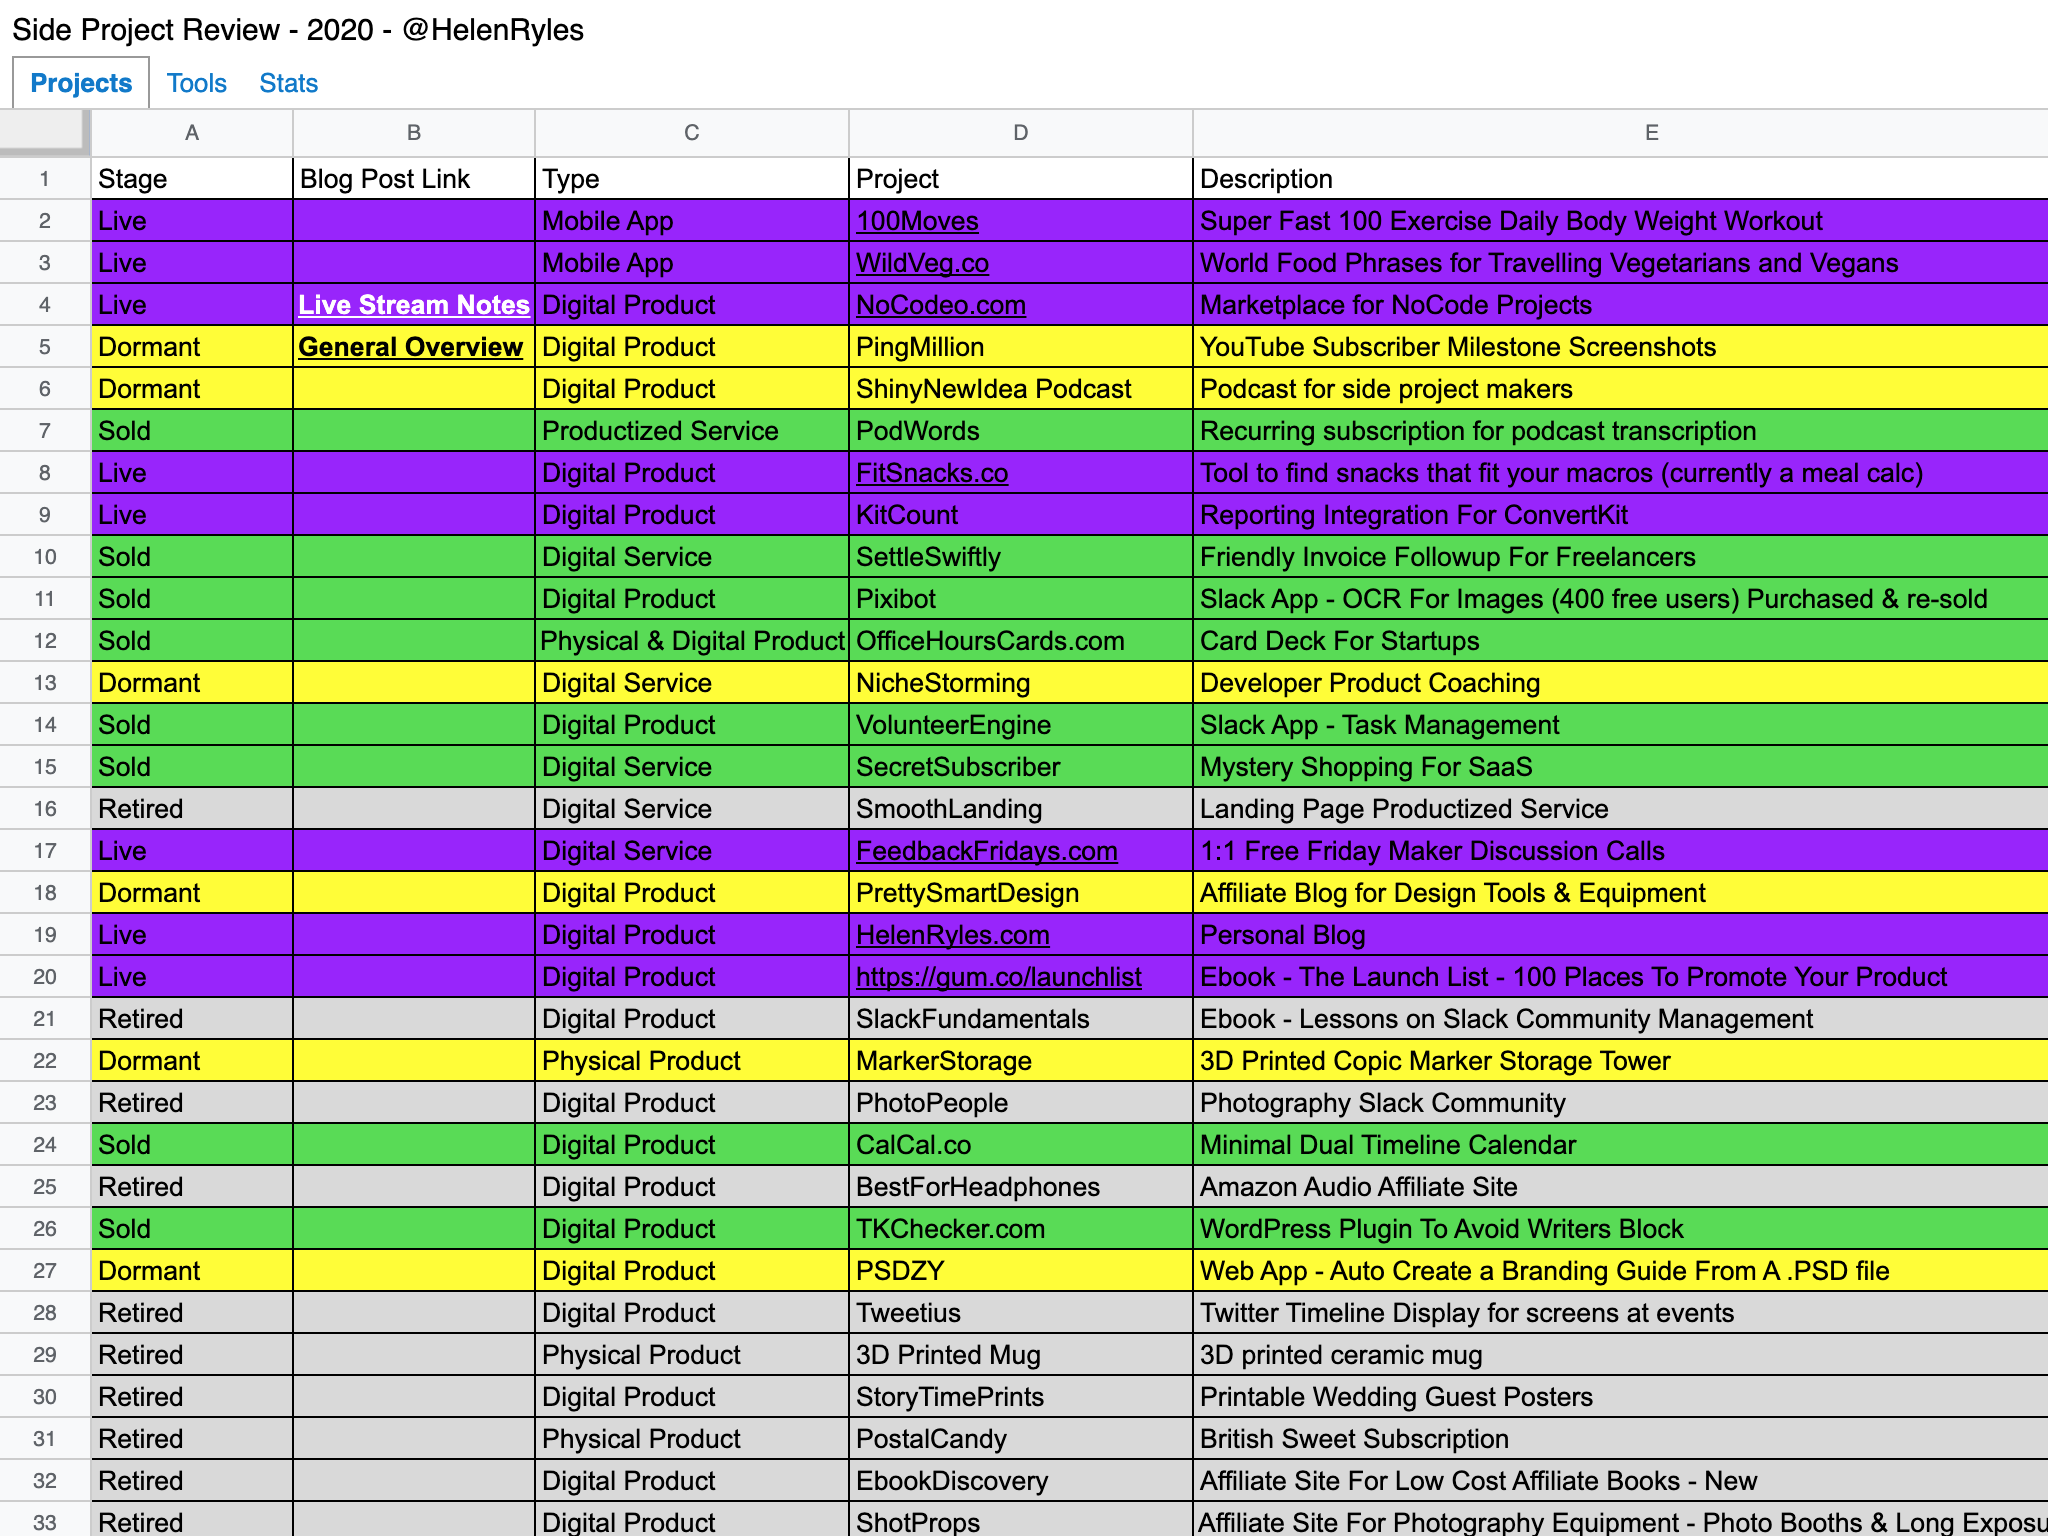 Side Project Review - 2020 - @HelenRyles
Projects Tools Stats
A B C D E
1 Stage Blog Post Link Type Project Description
2 Live Mobile App 100Moves Super Fast 100 Exercise Daily Body Weight Workout
3 Live Mobile App WildVeg.co World Food Phrases for Travelling Vegetarians and Vegans
4 Live Live Stream Notes Digital Product NoCodeo.com Marketplace for NoCode Projects
5 Dormant General Overview Digital Product PingMillion YouTube Subscriber Milestone Screenshots
6 Dormant Digital Product ShinyNewIdea Podcast Podcast for side project makers
7 Sold Productized Service PodWords Recurring subscription for podcast transcription
8 Live Digital Product FitSnacks.co Tool to find snacks that fit your macros (currently a meal calc)
9 Live Digital Product KitCount Reporting Integration For ConvertKit
10 Sold Digital Service SettleSwiftly Friendly Invoice Followup For Freelancers
11 Sold Digital Product Pixibot Slack App - OCR For Images (400 free users) Purchased & re-sold
12 Sold Physical & Digital Product OfficeHoursCards.com Card Deck For Startups
13 Dormant Digital Service NicheStorming Developer Product Coaching
14 Sold Digital Product VolunteerEngine Slack App - Task Management
15 Sold Digital Service SecretSubscriber Mystery Shopping For SaaS
16 Retired Digital Service SmoothLanding Landing Page Productized Service
17 Live Digital Service FeedbackFridays.com 1:1 Free Friday Maker Discussion Calls
18 Dormant Digital Product PrettySmartDesign Affiliate Blog for Design Tools & Equipment
19 Live Digital Product HelenRyles.com Personal Blog
20 Live Digital Product https://gum.co/launchlist Ebook - The Launch List - 100 Places To Promote Your Product
21 Retired Digital Product SlackFundamentals Ebook - Lessons on Slack Community Management
22 Dormant Physical Product MarkerStorage 3D Printed Copic Marker Storage Tower
23 Retired Digital Product PhotoPeople Photography Slack Community
24 Sold Digital Product CalCal.co Minimal Dual Timeline Calendar
25 Retired Digital Product BestForHeadphones Amazon Audio Affiliate Site
26 Sold Digital Product TKChecker.com WordPress Plugin To Avoid Writers Block
27 Dormant Digital Product PSDZY Web App - Auto Create a Branding Guide From A .PSD file
28 Retired Digital Product Tweetius Twitter Timeline Display for screens at events
29 Retired Physical Product 3D Printed Mug 3D printed ceramic mug
30 Retired Digital Product StoryTimePrints Printable Wedding Guest Posters
31 Retired Physical Product PostalCandy British Sweet Subscription
32 Retired Digital Product EbookDiscovery Affiliate Site For Low Cost Affiliate Books - New
33 Retired Digital Product ShotProps Affiliate Site For Photography Equipment - Photo Booths & Long Exposu